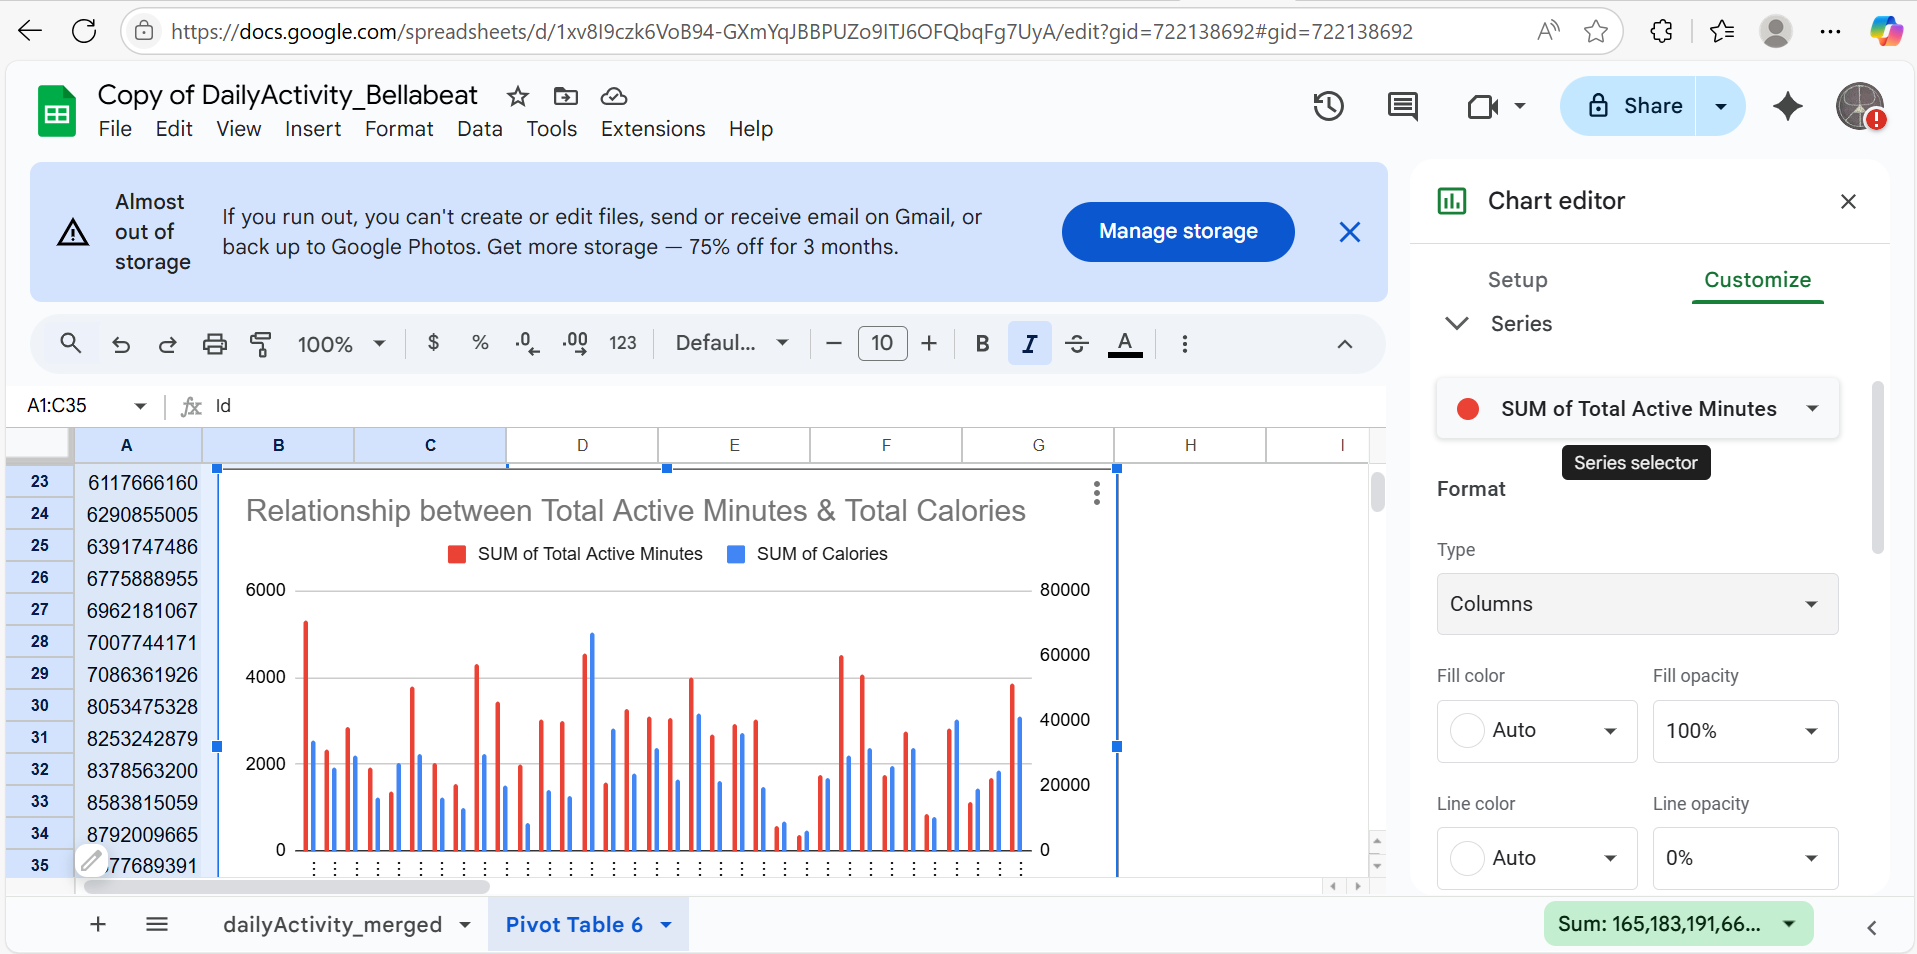 https://docs.google.com/spreadsheets/d/1xv8I9czk6VoB94-GXmYqJBBPUZo9ITJ6OFQbqFg7UyA/edit?gid=722138692#gid=722138692
Copy of DailyActivity_Bellabeat
File Edit View Insert Format Data Tools Extensions Help
Share
Almost
out of
storage
If you run out, you can't create or edit files, send or receive email on Gmail, or
back up to Google Photos. Get more storage — 75% off for 3 months.
Manage storage
100% $ % .0 .00 123 Defaul... 10 B I S A
A1:C35 fx Id
A B C D E F G H I
23 6117666160
24 6290855005
25 6391747486
26 6775888955
27 6962181067
28 7007744171
29 7086361926
30 8053475328
31 8253242879
32 8378563200
33 8583815059
34 8792009665
35 77689391
Relationship between Total Active Minutes & Total Calories
SUM of Total Active Minutes SUM of Calories
6000
4000
2000
0
80000
60000
40000
20000
0
Chart editor
Setup Customize
Series
SUM of Total Active Minutes
Series selector
Format
Type
Columns
Fill color Fill opacity
Auto 100%
Line color Line opacity
Auto 0%
dailyActivity_merged Pivot Table 6
Sum: 165,183,191,66...